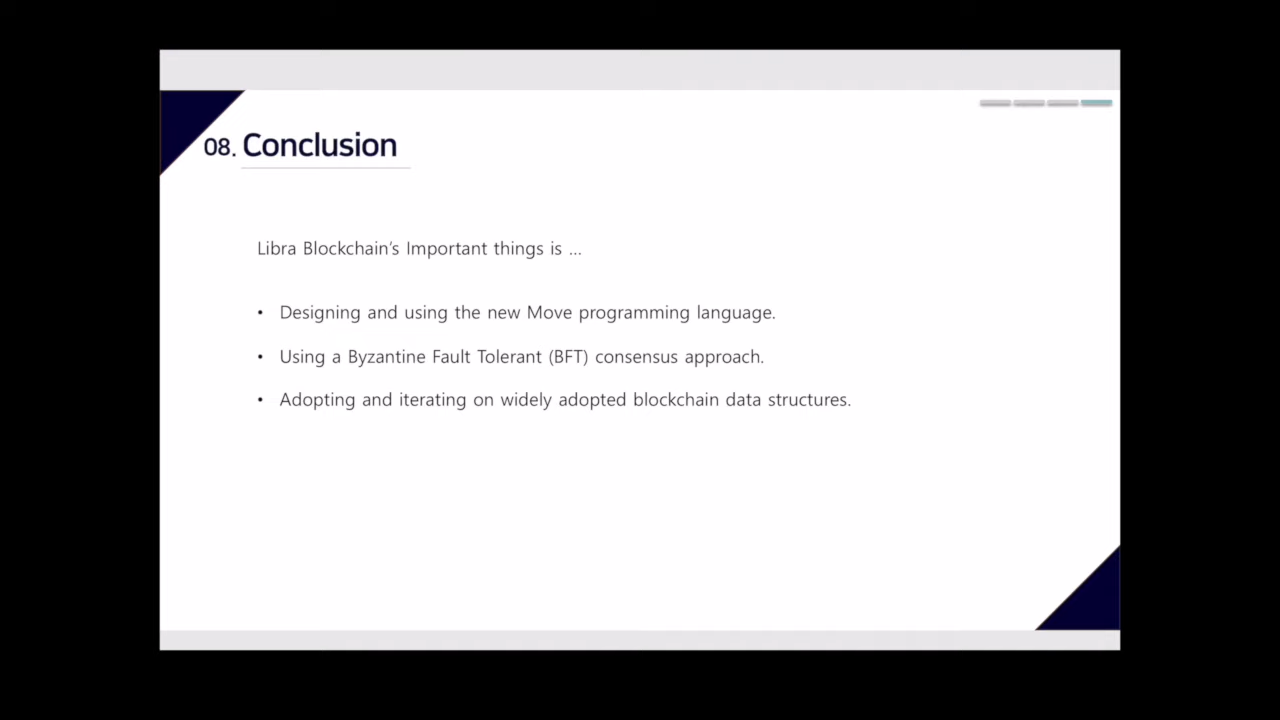 08. Conclusion
Libra Blockchain's Important things is ...
• Designing and using the new Move programming language.
• Using a Byzantine Fault Tolerant (BFT) consensus approach.
• Adopting and iterating on widely adopted blockchain data structures.